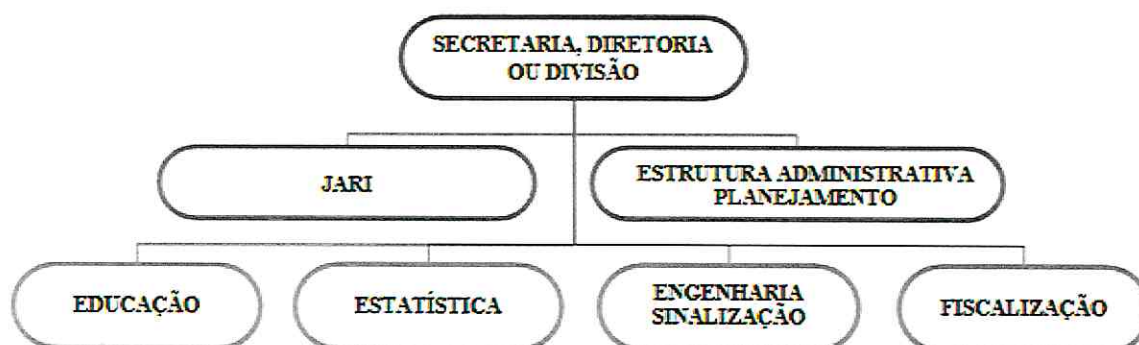 SECRETARIA, DIRETORIA
OU DIVISÃO
JARI
ESTRUTURA ADMINISTRATIVA
PLANEJAMENTO
EDUCAÇÃO
ESTATÍSTICA
ENGENHARIA
SINALIZAÇÃO
FISCALIZAÇÃO